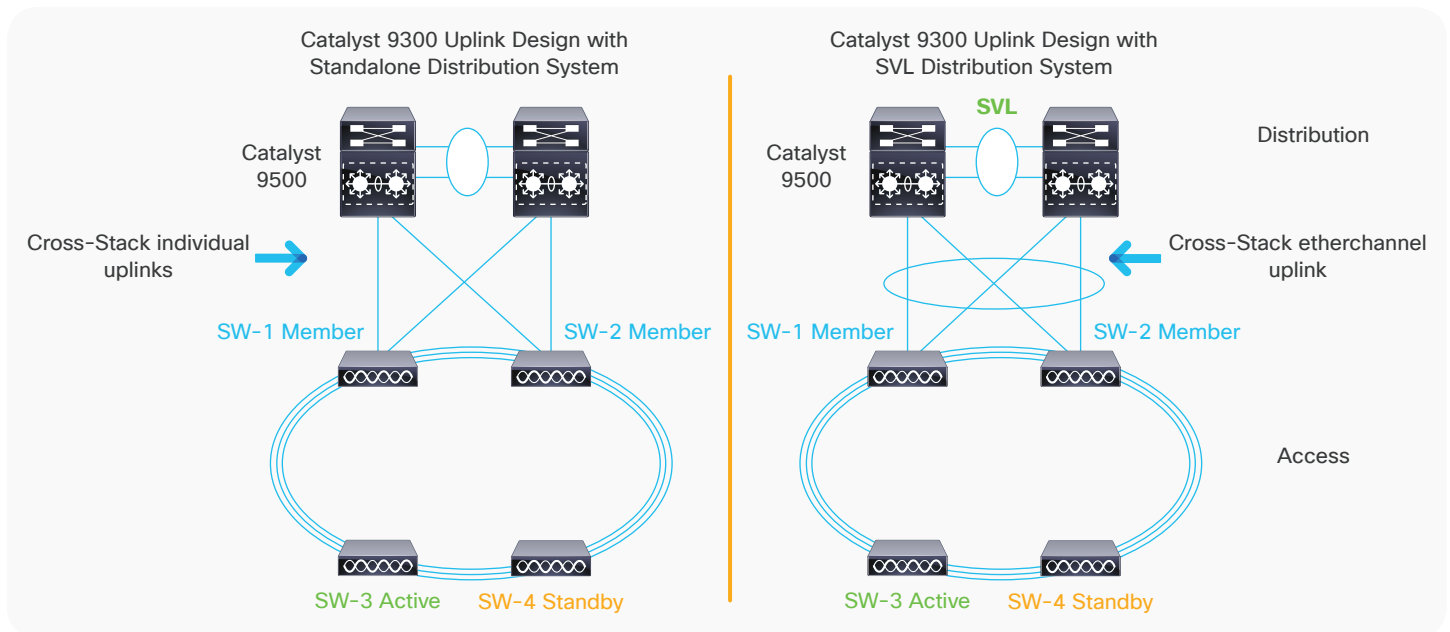 Catalyst 9300 Uplink Design with
Standalone Distribution System
Catalyst
9500
Cross-Stack individual
uplinks
SW-1 Member
SW-2 Member
SW-3 Active
SW-4 Standby
Catalyst 9300 Uplink Design with
SVL Distribution System
SVL
Catalyst
9500
Distribution
Cross-Stack etherchannel
uplink
SW-1 Member
SW-2 Member
Access
SW-3 Active
SW-4 Standby